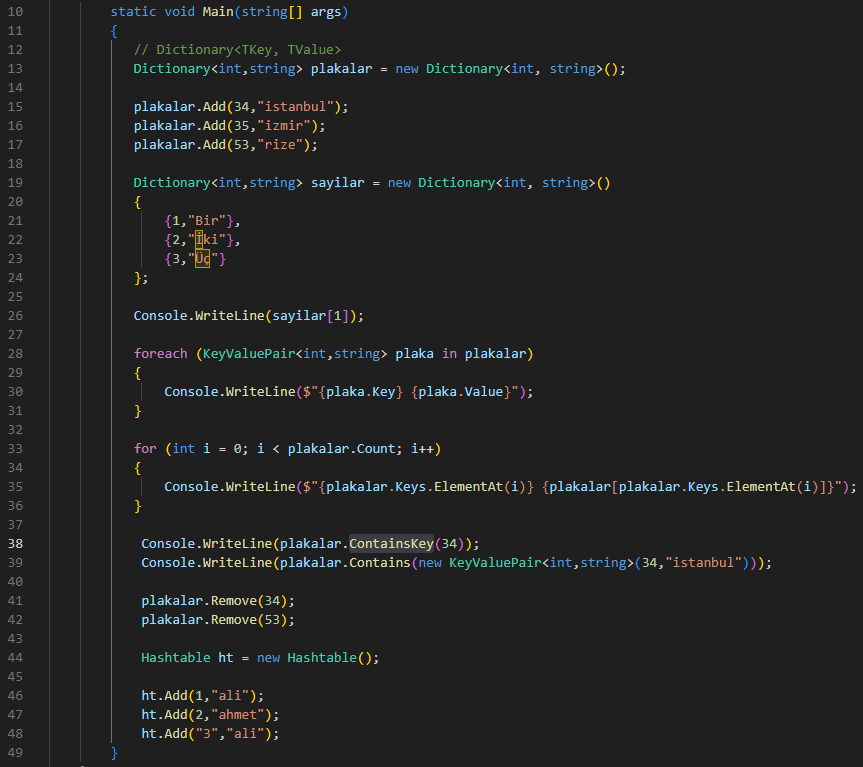 10 static void Main(string[] args)
11 {
12 // Dictionary<TKey, TValue>
13 Dictionary<int,string> plakalar = new Dictionary<int, string>();
14
15 plakalar.Add(34,"istanbul");
16 plakalar.Add(35,"izmir");
17 plakalar.Add(53,"rize");
18
19 Dictionary<int,string> sayilar = new Dictionary<int, string>()
20 {
21 {1,"Bir"},
22 {2,"İki"},
23 {3,"Üç"}
24 };
25
26 Console.WriteLine(sayilar[1]);
27
28 foreach (KeyValuePair<int,string> plaka in plakalar)
29 {
30 Console.WriteLine($"{plaka.Key} {plaka.Value}");
31 }
32
33 for (int i = 0; i < plakalar.Count; i++)
34 {
35 Console.WriteLine($"{plakalar.Keys.ElementAt(i)} {plakalar[plakalar.Keys.ElementAt(i)]}");
36 }
37
38 Console.WriteLine(plakalar.ContainsKey(34));
39 Console.WriteLine(plakalar.Contains(new KeyValuePair<int,string>(34,"istanbul")));
40
41 plakalar.Remove(34);
42 plakalar.Remove(53);
43
44 Hashtable ht = new Hashtable();
45
46 ht.Add(1,"ali");
47 ht.Add(2,"ahmet");
48 ht.Add("3","ali");
49 }